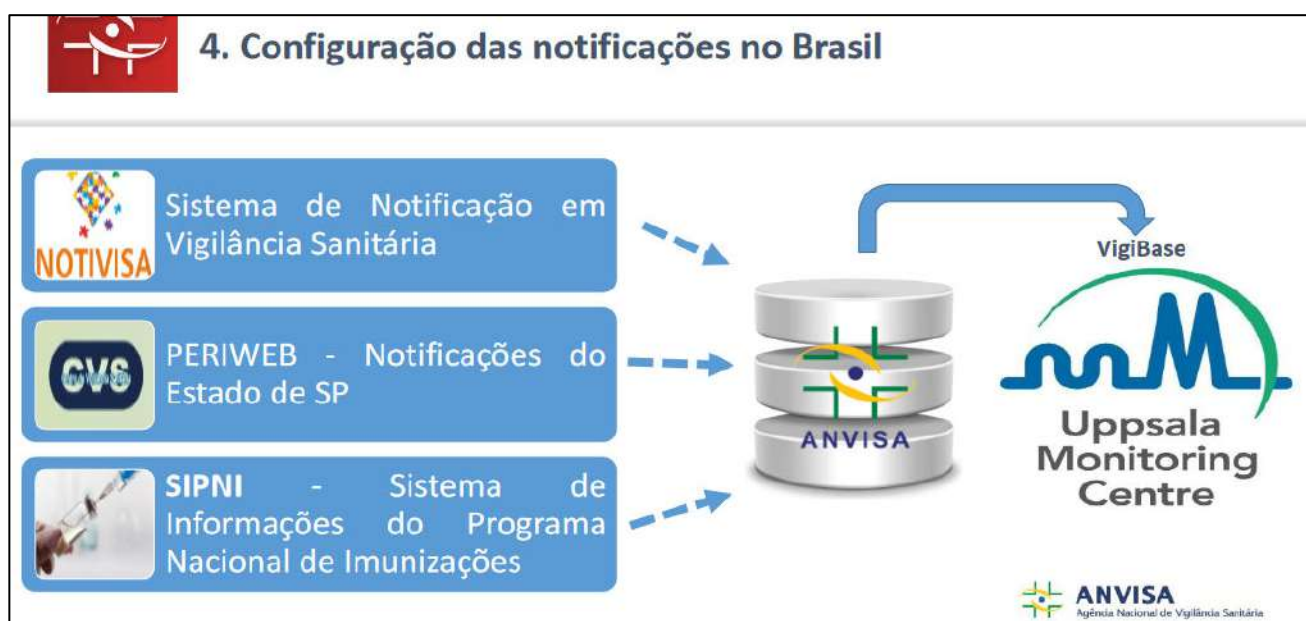 4. Configuração das notificações no Brasil
NOTIVISA
Sistema de Notificação em
Vigilância Sanitária
CVS
PERIWEB - Notificações do
Estado de SP
SIPNI - Sistema de
Informações do Programa
Nacional de Imunizações
ANVISA
VigiBase
Uppsala
Monitoring
Centre
ANVISA
Agência Nacional de Vigilância Sanitária